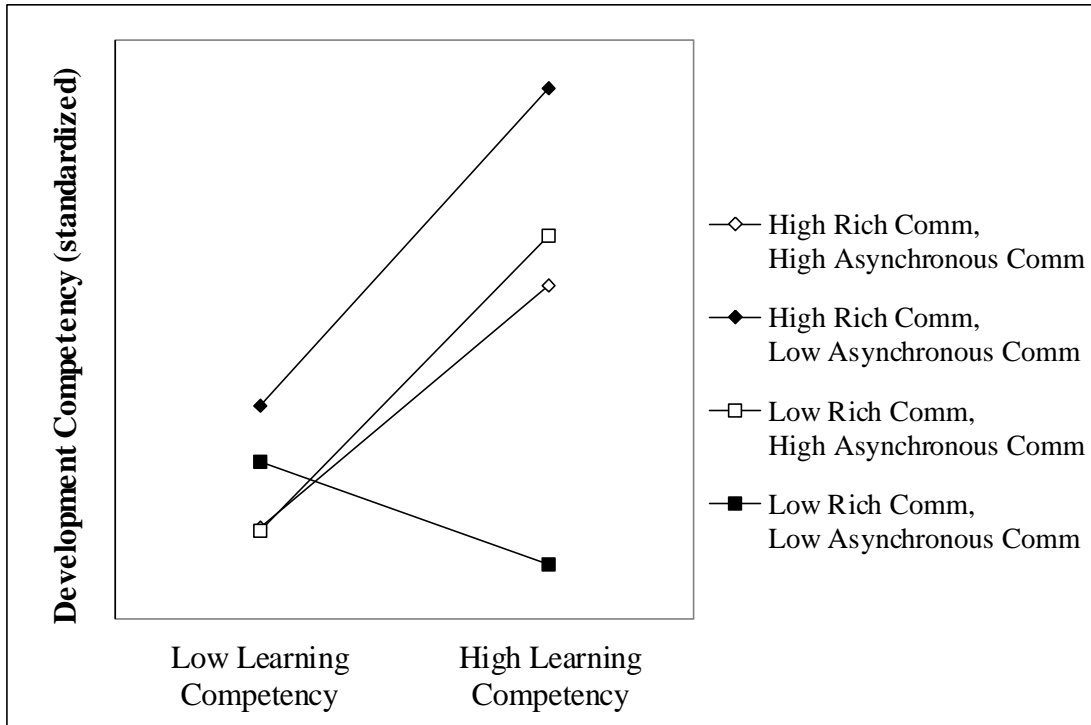 Development Competency (standardized)
High Rich Comm,
High Asynchronous Comm
High Rich Comm,
Low Asynchronous Comm
Low Rich Comm,
High Asynchronous Comm
Low Rich Comm,
Low Asynchronous Comm
Low Learning
Competency
High Learning
Competency